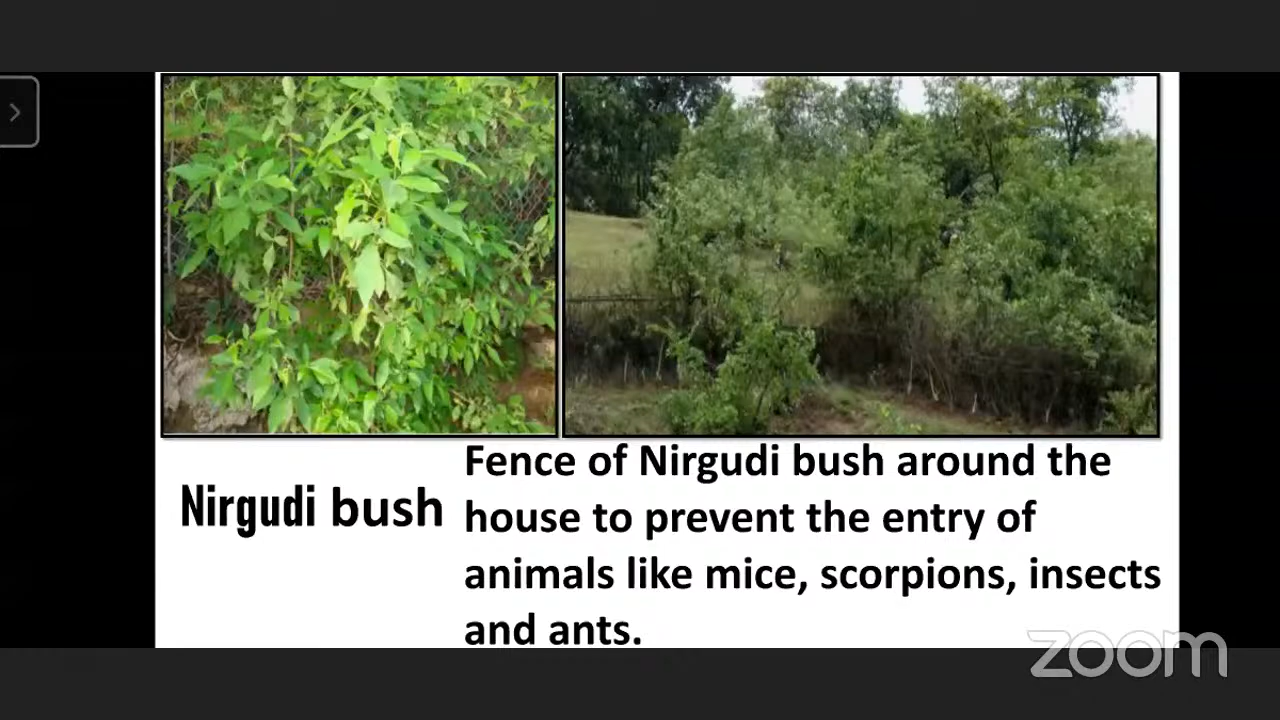 Nirgudi bush
Fence of Nirgudi bush around the
house to prevent the entry of
animals like mice, scorpions, insects
and ants.
zoom